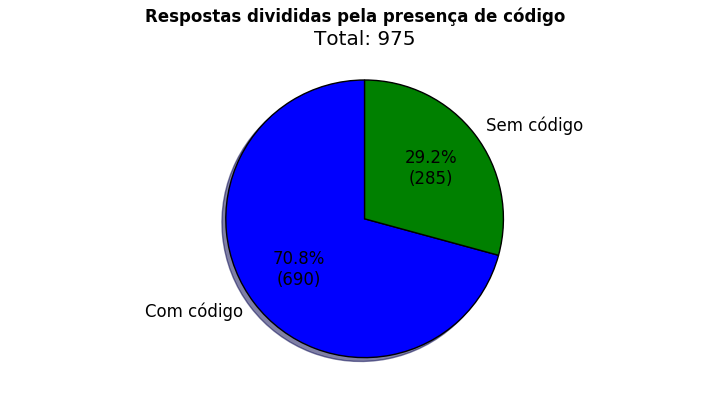 Respostas divididas pela presença de código
Total: 975
Sem código
29.2%
(285)
70.8%
(690)
Com código